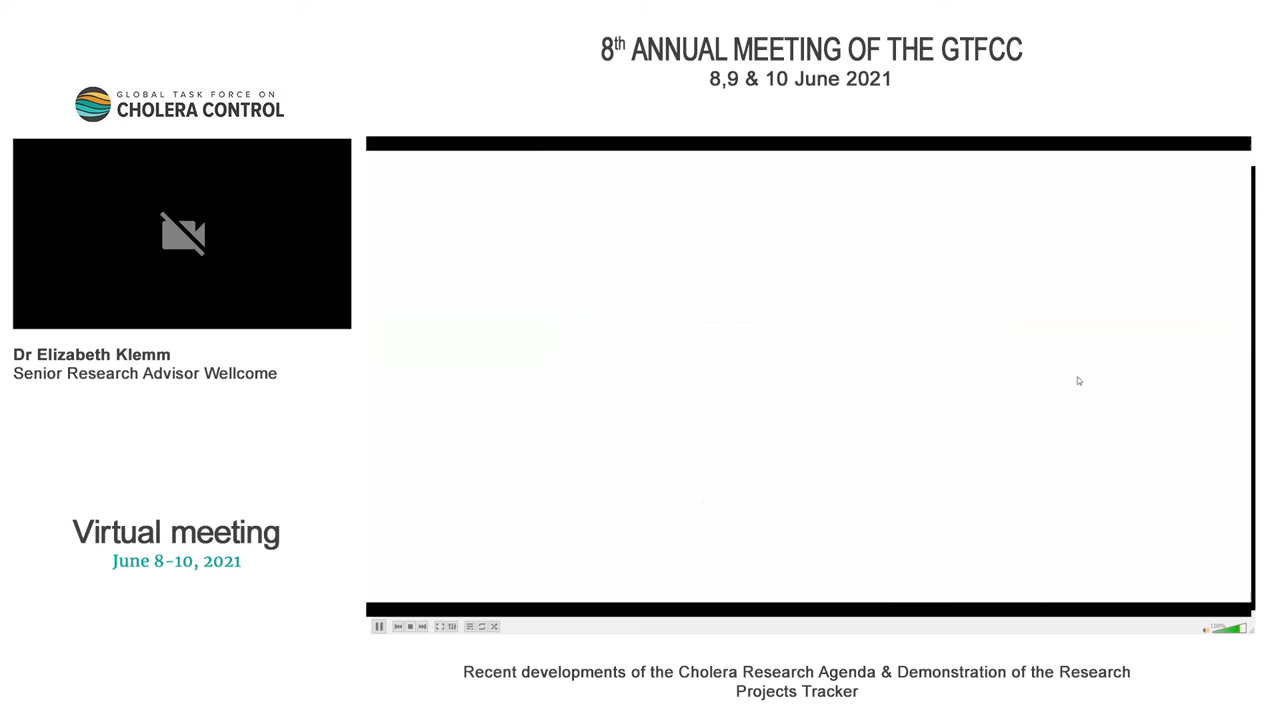 8th ANNUAL MEETING OF THE GTFCC
8,9 & 10 June 2021
GLOBAL TASK FORCE ON
CHOLERA CONTROL
Dr Elizabeth Klemm
Senior Research Advisor Wellcome
Virtual meeting
June 8-10, 2021
100%
Recent developments of the Cholera Research Agenda & Demonstration of the Research
Projects Tracker